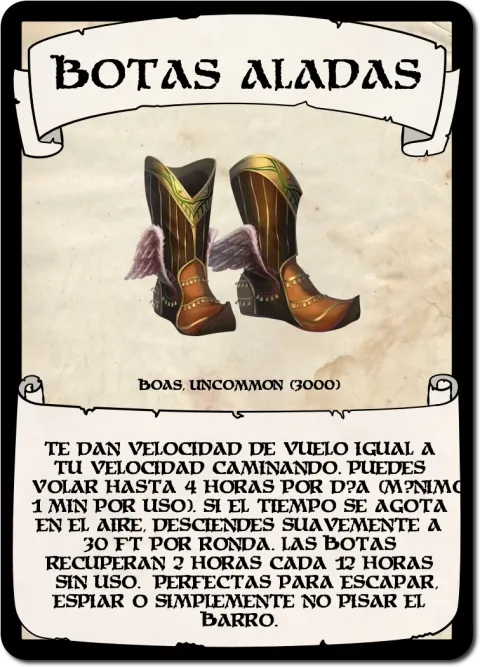 BOTAS ALADAS
BOAS, UNCOMMON (3000)
TE DAN VELOCIDAD DE VUELO IGUAL A
TU VELOCIDAD CAMINANDO. PUEDES
VOLAR HASTA 4 HORAS POR D?A (M?NIMO
1 MIN POR USO). SI EL TIEMPO SE AGOTA
EN EL AIRE, DESCIENDES SUAVEMENTE A
30 FT POR RONDA. LAS BOTAS
RECUPERAN 2 HORAS CADA 12 HORAS
SIN USO. PERFECTAS PARA ESCAPAR,
ESPIAR O SIMPLEMENTE NO PISAR EL
BARRO.